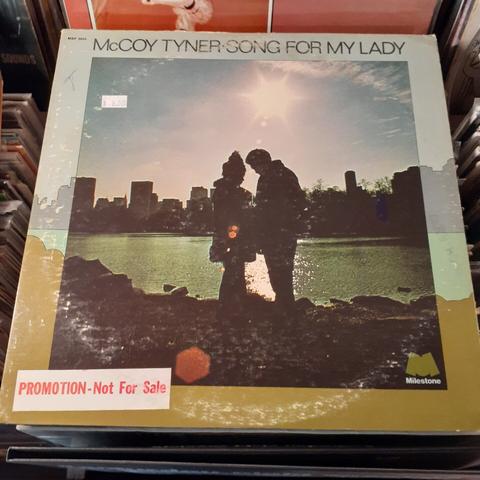 McCOY TYNER·SONG FOR MY LADY
PROMOTION-Not For Sale
Milestone